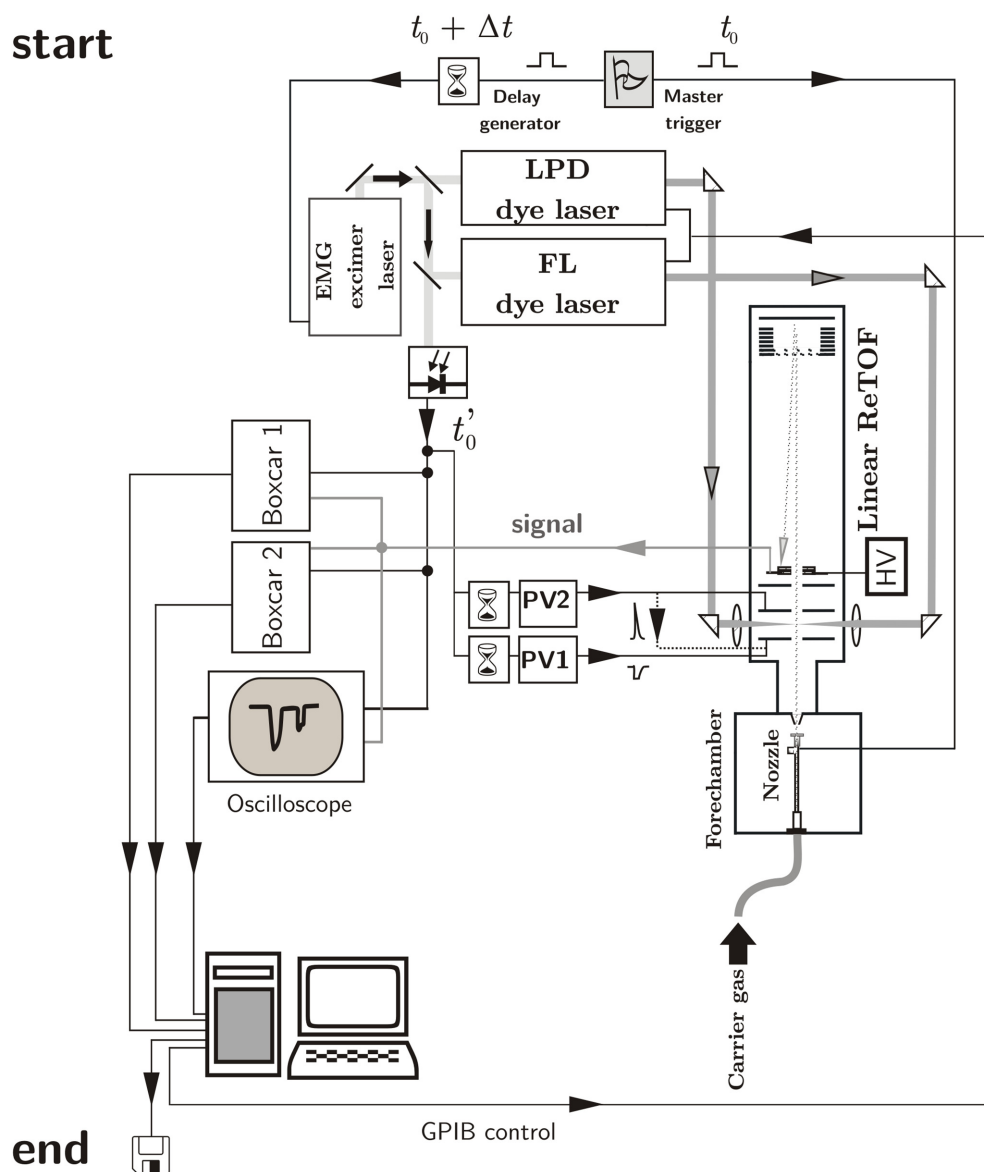 start
t₀ + Δt
t₀
Delay
generator
Master
trigger
LPD
dye laser
EMG
excimer
laser
FL
dye laser
Linear ReTOF
t₀’
Boxcar 1
signal
HV
Boxcar 2
PV2
PV1
Oscilloscope
Forechamber
Nozzle
Carrier gas
GPIB control
end